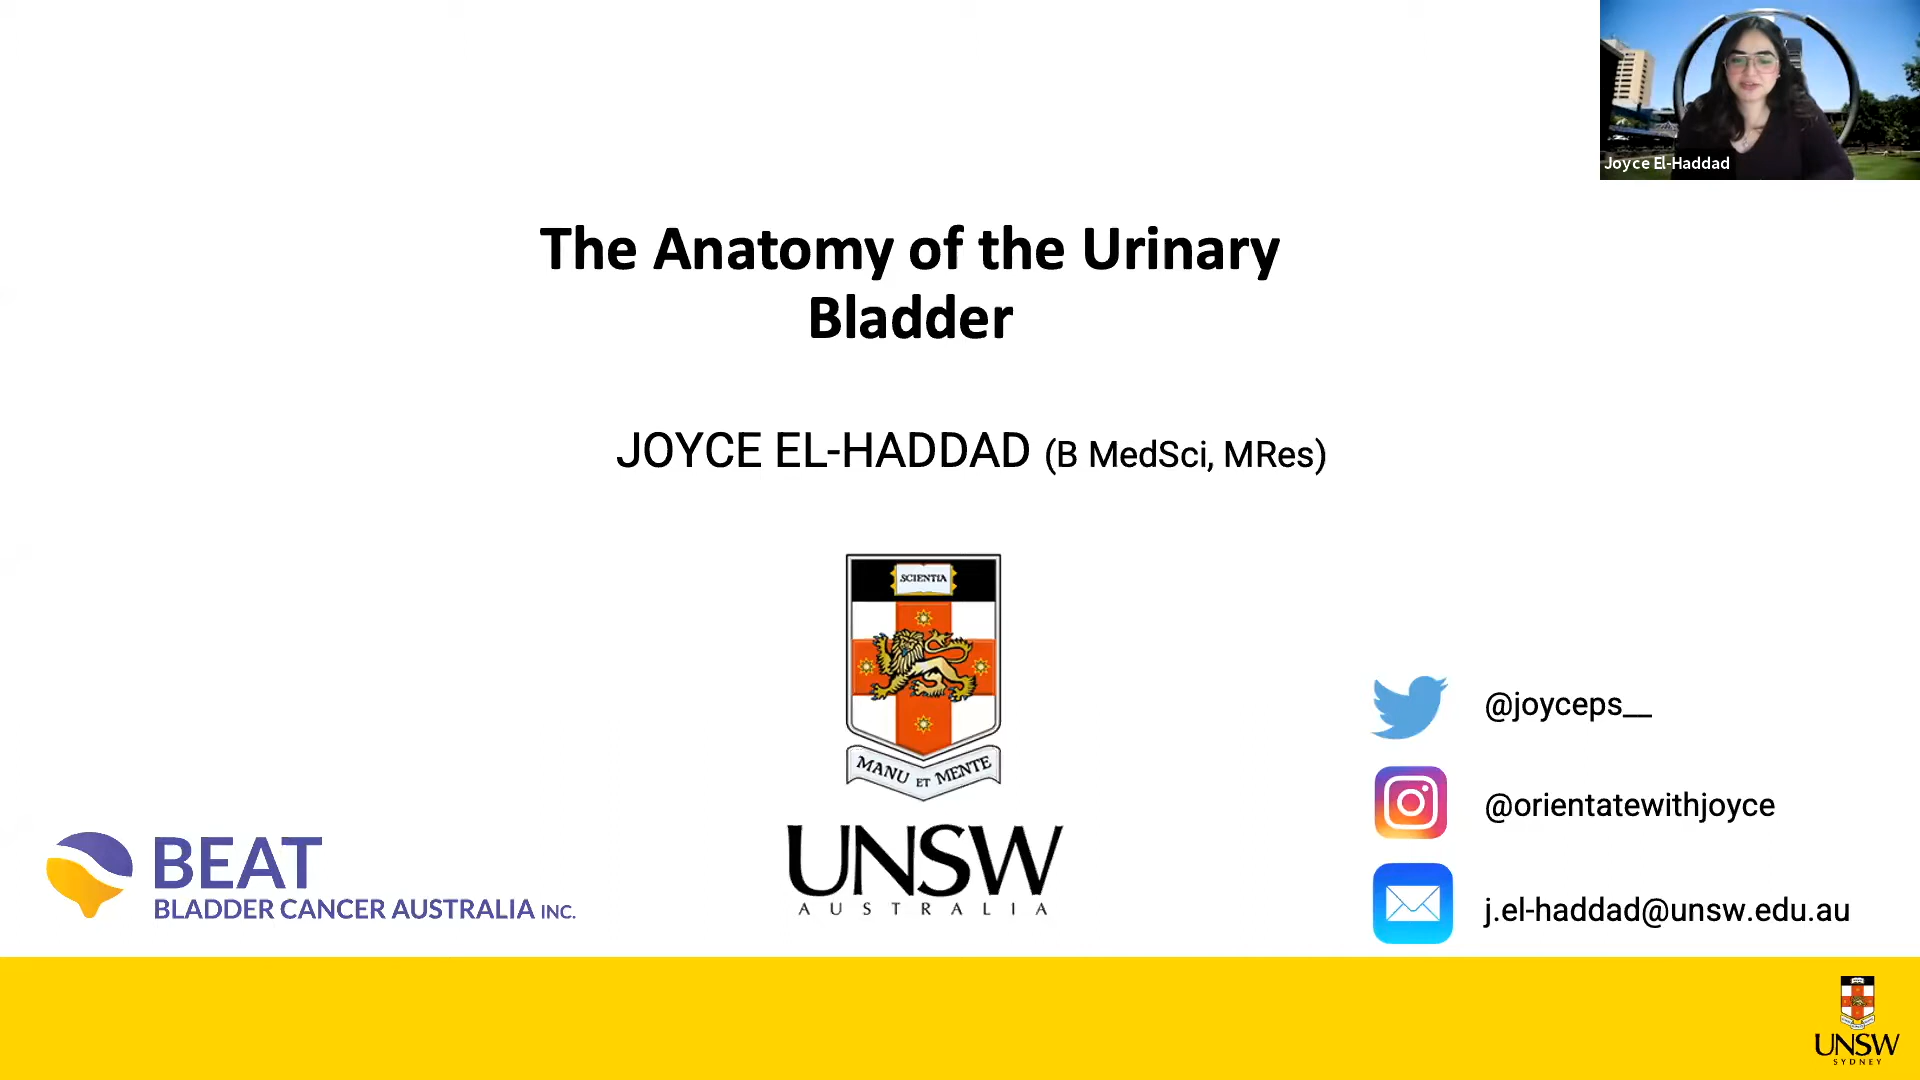 Joyce El-Haddad
The Anatomy of the Urinary
Bladder
JOYCE EL-HADDAD (B MedSci, MRes)
SCIENTIA
MANU ET MENTE
UNSW
AUSTRALIA
BEAT
BLADDER CANCER AUSTRALIA INC.
@joyceps__
@orientatewithjoyce
j.el-haddad@unsw.edu.au
UNSW
SYDNEY